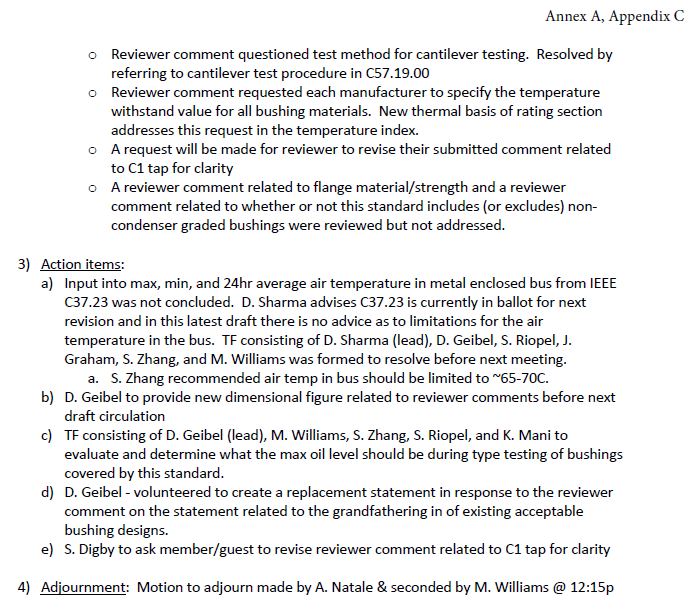 Annex A, Appendix C
o Reviewer comment questioned test method for cantilever testing. Resolved by
referring to cantilever test procedure in C57.19.00
o Reviewer comment requested each manufacturer to specify the temperature
withstand value for all bushing materials. New thermal basis of rating section
addresses this request in the temperature index.
o A request will be made for reviewer to revise their submitted comment related
to C1 tap for clarity
o A reviewer comment related to flange material/strength and a reviewer
comment related to whether or not this standard includes (or excludes) non-
condenser graded bushings were reviewed but not addressed.
3) Action items:
a) Input into max, min, and 24hr average air temperature in metal enclosed bus from IEEE
C37.23 was not concluded. D. Sharma advises C37.23 is currently in ballot for next
revision and in this latest draft there is no advice as to limitations for the air
temperature in the bus. TF consisting of D. Sharma (lead), D. Geibel, S. Riopel, J.
Graham, S. Zhang, and M. Williams was formed to resolve before next meeting.
a. S. Zhang recommended air temp in bus should be limited to ~65-70C.
b) D. Geibel to provide new dimensional figure related to reviewer comments before next
draft circulation
c) TF consisting of D. Geibel (lead), M. Williams, S. Zhang, S. Riopel, and K. Mani to
evaluate and determine what the max oil level should be during type testing of bushings
covered by this standard.
d) D. Geibel - volunteered to create a replacement statement in response to the reviewer
comment on the statement related to the grandfathering in of existing acceptable
bushing designs.
e) S. Digby to ask member/guest to revise reviewer comment related to C1 tap for clarity
4) Adjournment: Motion to adjourn made by A. Natale & seconded by M. Williams @ 12:15p